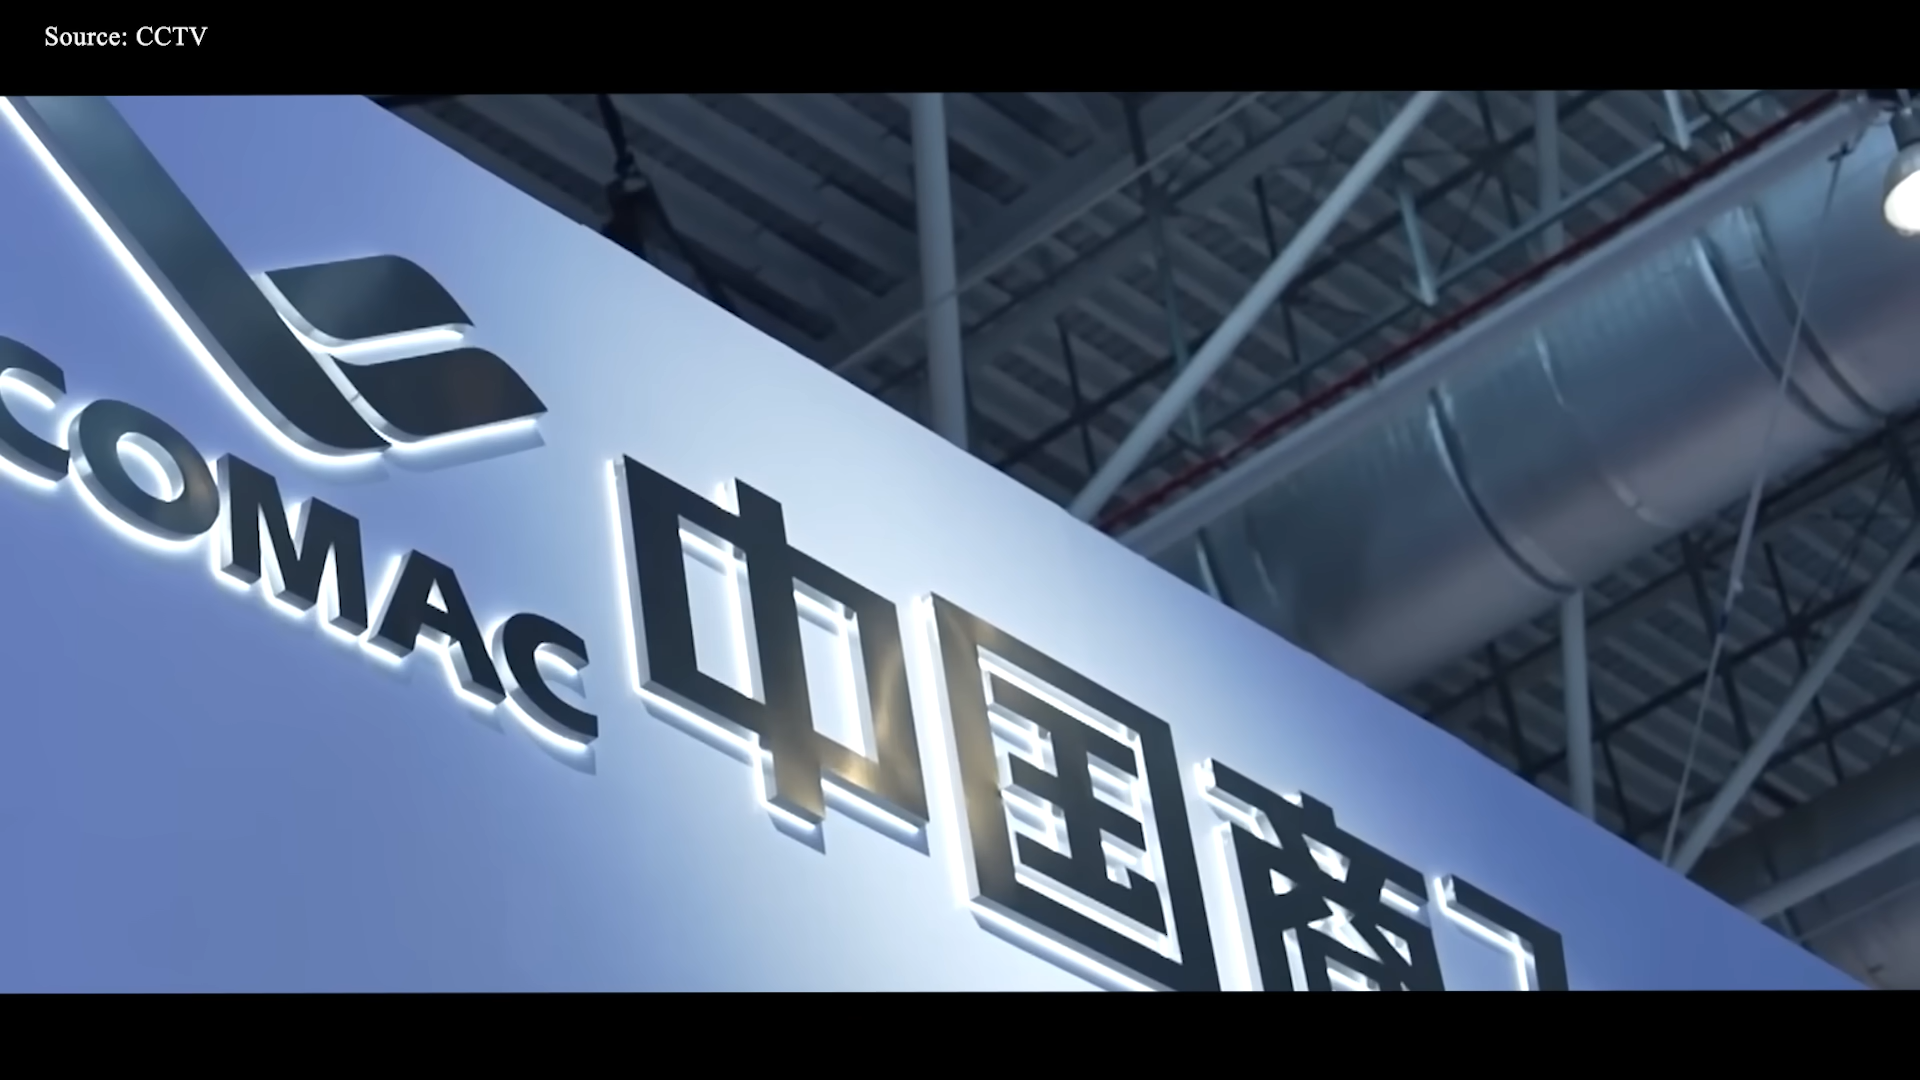 Source: CCTV
COMAC
中国商